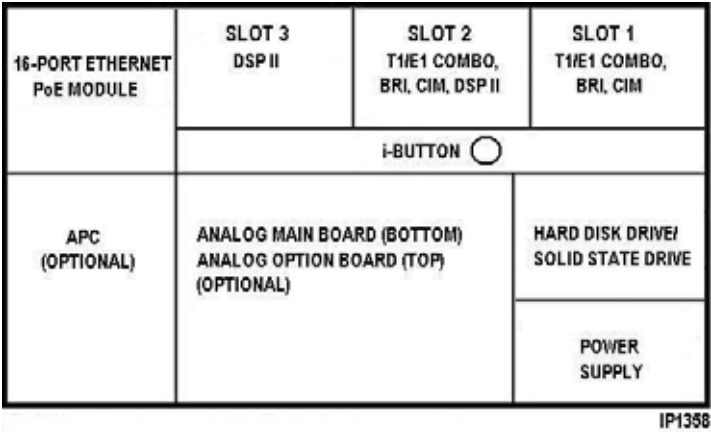 16-PORT ETHERNET
PoE MODULE
SLOT 3
DSP II
SLOT 2
T1/E1 COMBO,
BRI, CIM, DSP II
SLOT 1
T1/E1 COMBO,
BRI, CIM
i-BUTTON
APC
(OPTIONAL)
ANALOG MAIN BOARD (BOTTOM)
ANALOG OPTION BOARD (TOP)
(OPTIONAL)
HARD DISK DRIVE/
SOLID STATE DRIVE
POWER
SUPPLY
IP1358